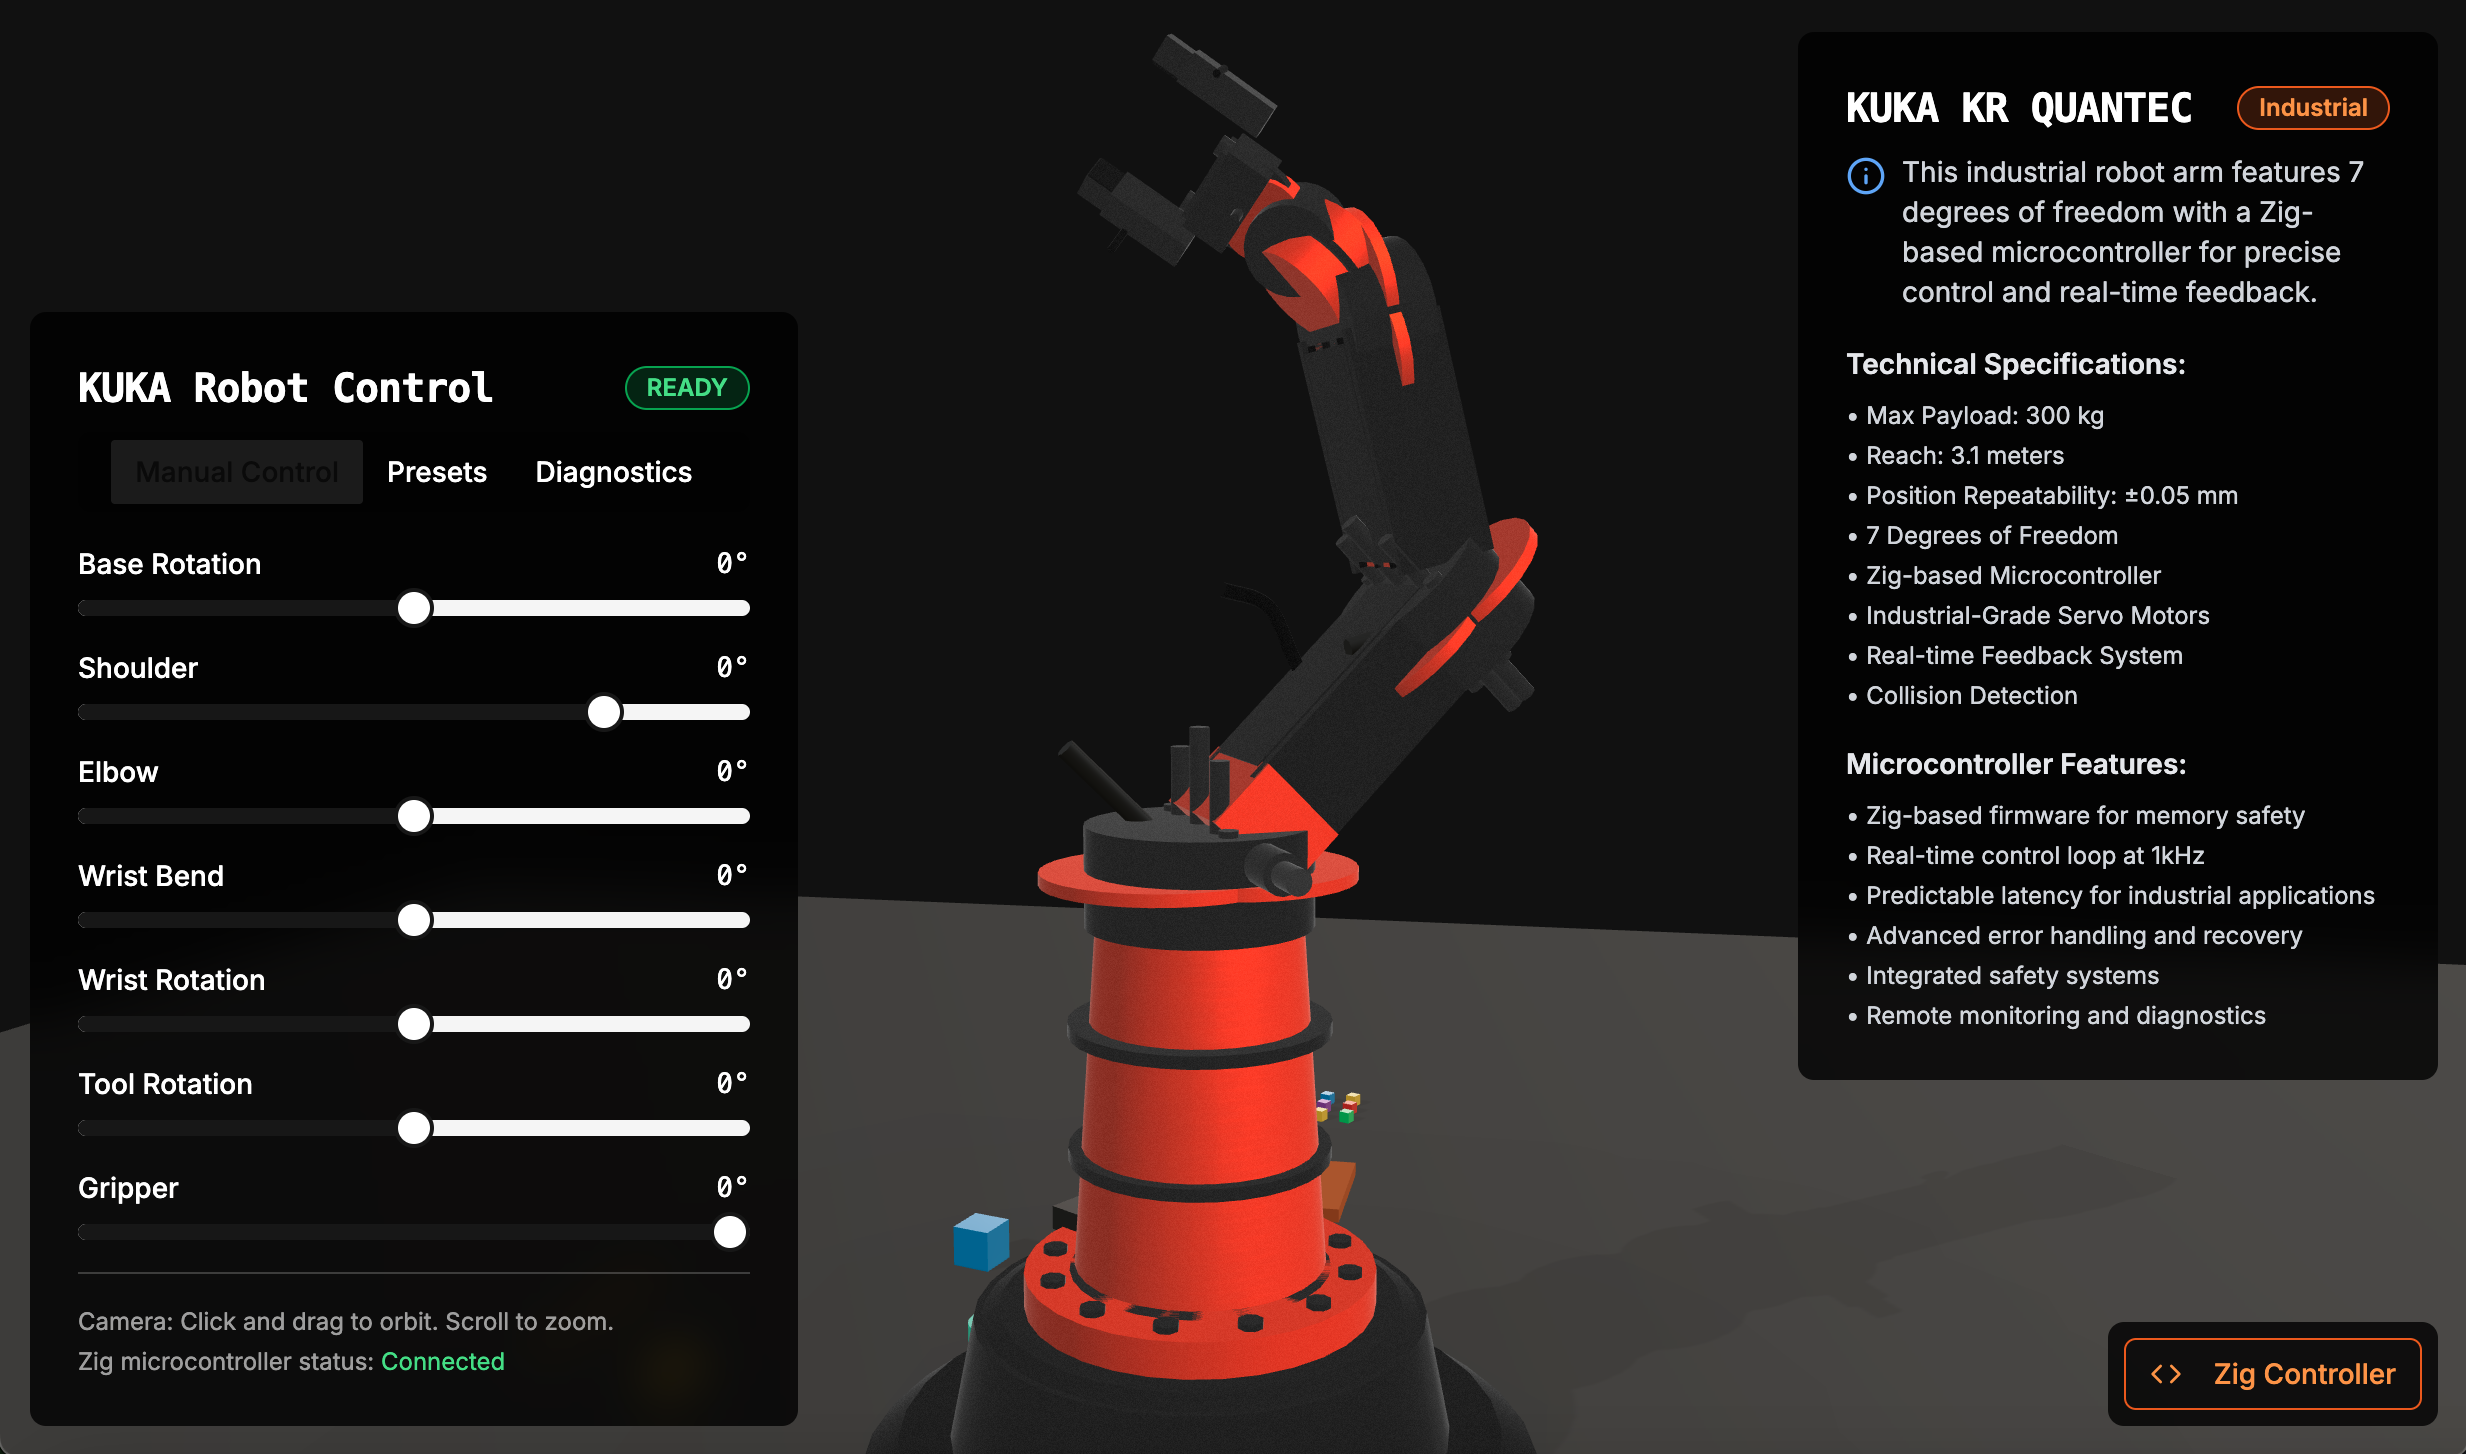 KUKA Robot Control
READY
Manual Control
Presets
Diagnostics
Base Rotation 0°
Shoulder 0°
Elbow 0°
Wrist Bend 0°
Wrist Rotation 0°
Tool Rotation 0°
Gripper 0°
Camera: Click and drag to orbit. Scroll to zoom.
Zig microcontroller status: Connected
KUKA KR QUANTEC
Industrial
This industrial robot arm features 7
degrees of freedom with a Zig-
based microcontroller for precise
control and real-time feedback.
Technical Specifications:
• Max Payload: 300 kg
• Reach: 3.1 meters
• Position Repeatability: ±0.05 mm
• 7 Degrees of Freedom
• Zig-based Microcontroller
• Industrial-Grade Servo Motors
• Real-time Feedback System
• Collision Detection
Microcontroller Features:
• Zig-based firmware for memory safety
• Real-time control loop at 1kHz
• Predictable latency for industrial applications
• Advanced error handling and recovery
• Integrated safety systems
• Remote monitoring and diagnostics
<> Zig Controller